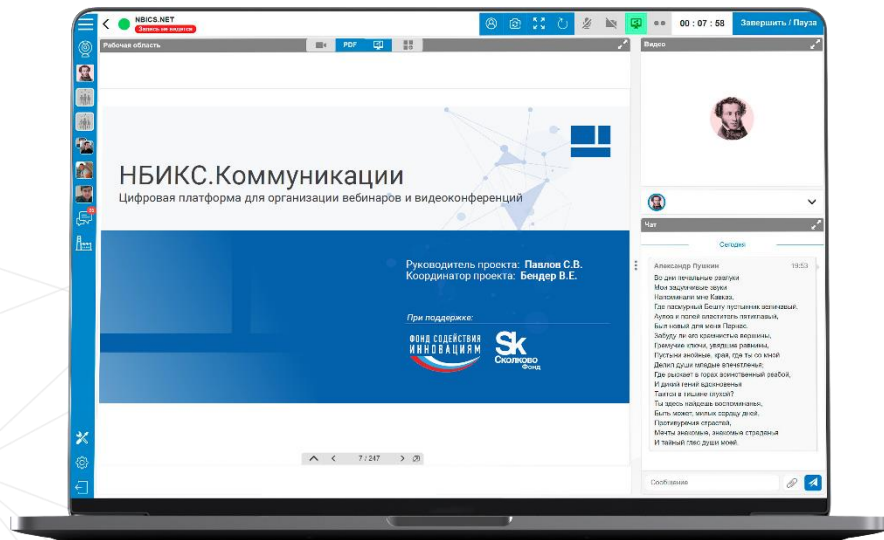 NBICS.NET
Запись не ведется
00 : 07 : 58
Завершить / Пауза
Рабочая область
PDF
НБИКС.Коммуникации
Цифровая платформа для организации вебинаров и видеоконференций
Руководитель проекта: Павлов С.В.
Координатор проекта: Бендер В.Е.
При поддержке:
ФОНД СОДЕЙСТВИЯ
ИННОВАЦИЯМ
Sk
Сколково
Фонд
7 / 247
Видео
Чат
Сегодня
Александр Пушкин 19:53
Во дни печальные разлуки
Мои задумчивые звуки
Напоминали мне Кавказ,
Где пасмурный Бешту пустынник величавый,
Аулов и полей властитель пятиглавый,
Был новый для меня Парнас.
Забуду ли его кремнистые вершины,
Гремучие ключи, увядшие равнины,
Пустыни знойные, края, где ты со мной
Делил души младые впечатленья;
Где рыскает в горах воинственный разбой,
И дикий гений вдохновенья
Таится в тишине глухой?
Ты здесь найдешь воспоминанья,
Быть может, милых сердцу дней,
Противуречия страстей,
Мечты знакомые, знакомые страданья
И тайный глас души моей.
Сообщение